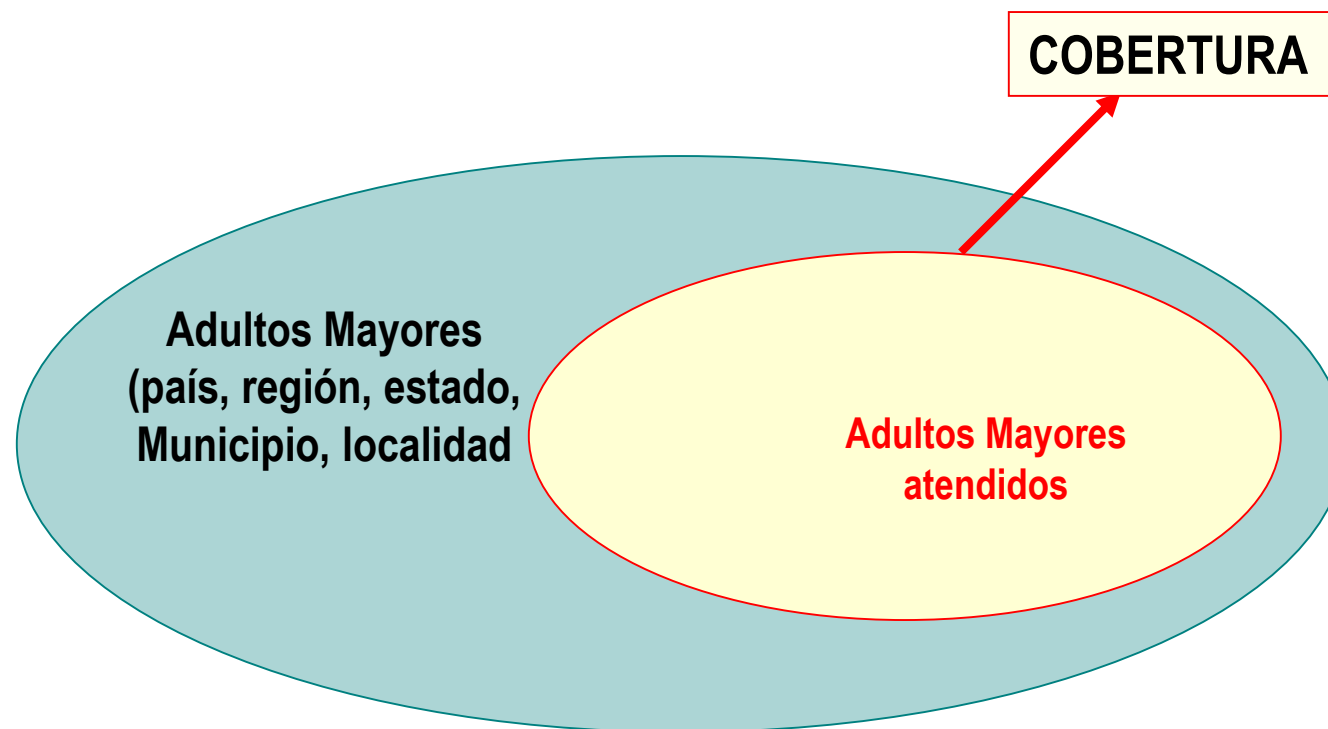 COBERTURA
Adultos Mayores
(país, región, estado,
Municipio, localidad
Adultos Mayores
atendidos